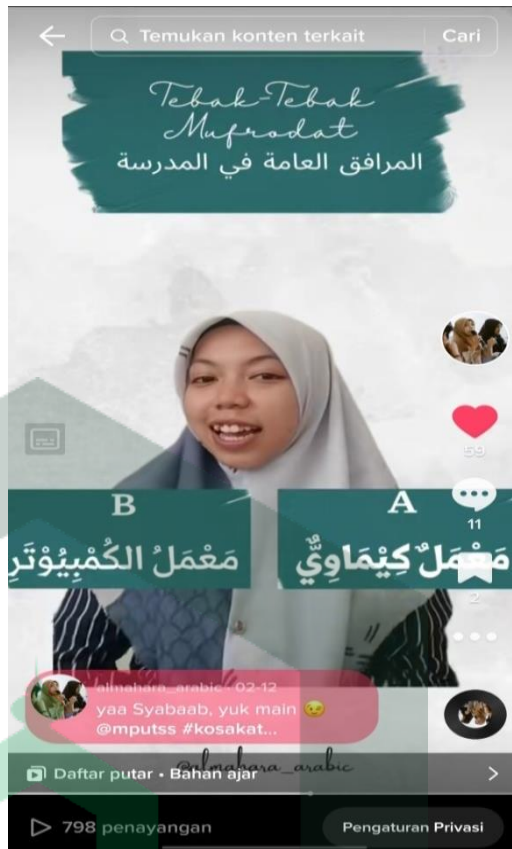 Temukan konten terkait
Cari
Tebak-Tebak
Mufrodat
المرافق العامة في المدرسة
59
B
A
مَعْمَلُ الكُمْبِيُوْتَرِ
مَعْمَلٌ كِيْمَاوِيٌّ
11
2
almahara_arabic - 02-12
yaa Syabaab, yuk main 😉
@mputss #kosakat...
@almahara_arabic
Daftar putar • Bahan ajar
798 penayangan
Pengaturan Privasi